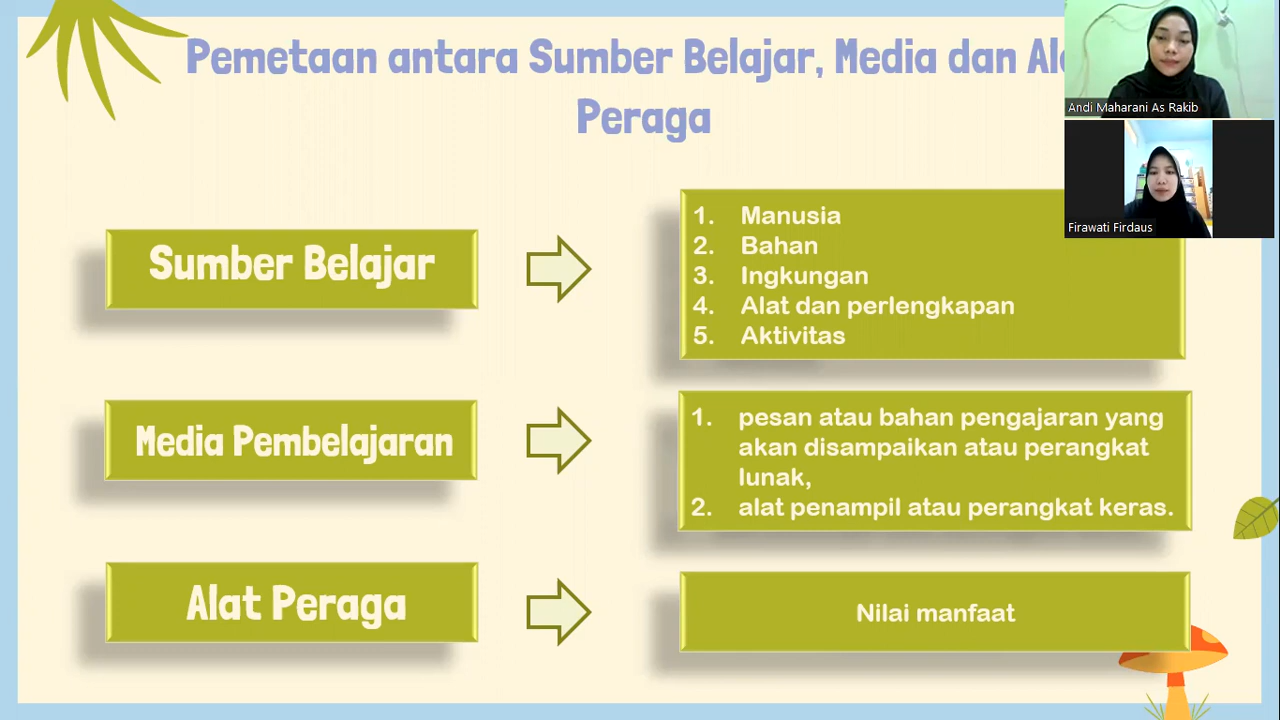 Pemetaan antara Sumber Belajar, Media dan
Peraga
Andi Maharani As Rakib
Firawati Firdaus
Sumber Belajar
1. Manusia
2. Bahan
3. Ingkungan
4. Alat dan perlengkapan
5. Aktivitas
Media Pembelajaran
1. pesan atau bahan pengajaran yang
akan disampaikan atau perangkat
lunak,
2. alat penampil atau perangkat keras.
Alat Peraga
Nilai manfaat